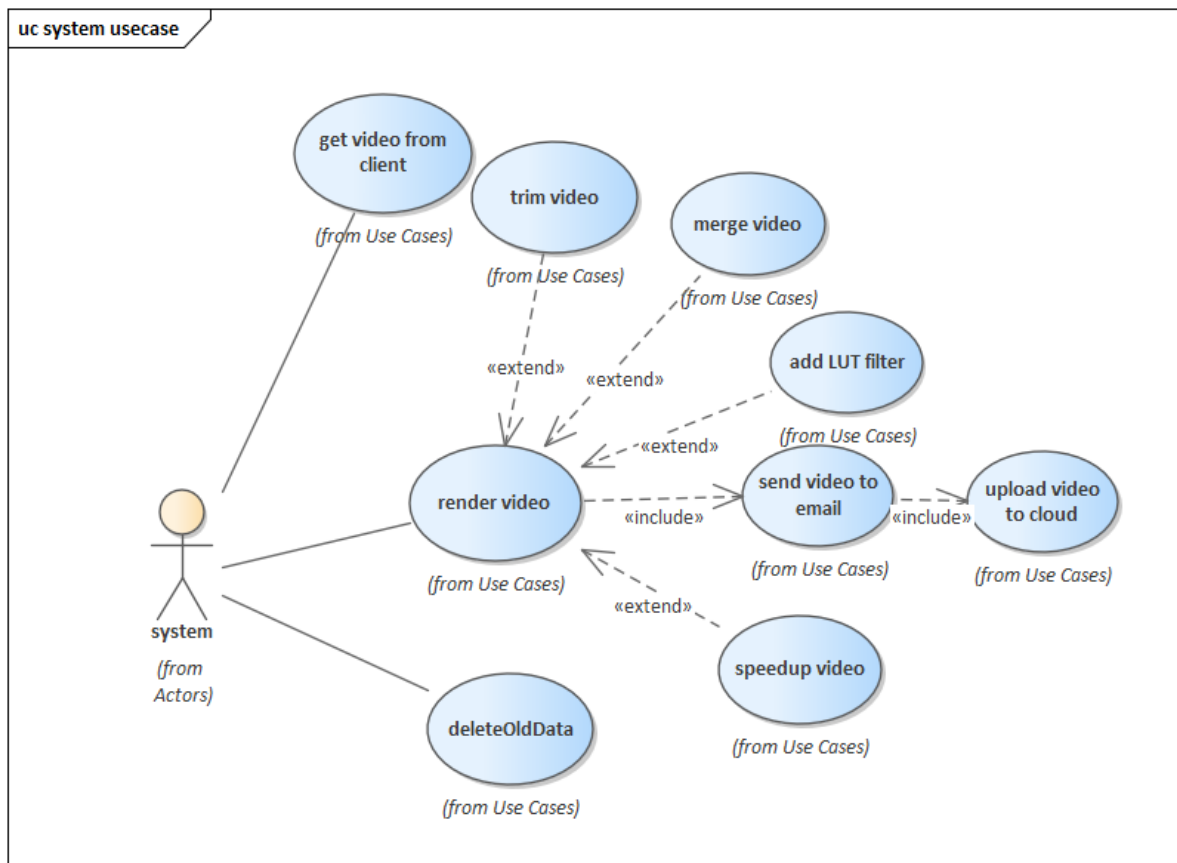 uc system usecase
get video from
client
(from Use Cases)
trim video
(from Use Cases)
merge video
(from Use Cases)
«extend»
«extend»
add LUT filter
(from Use Cases)
«extend»
render video
(from Use Cases)
«include»
send video to
email
(from Use Cases)
«include»
upload video
to cloud
(from Use Cases)
«extend»
speedup video
(from Use Cases)
system
(from
Actors)
deleteOldData
(from Use Cases)